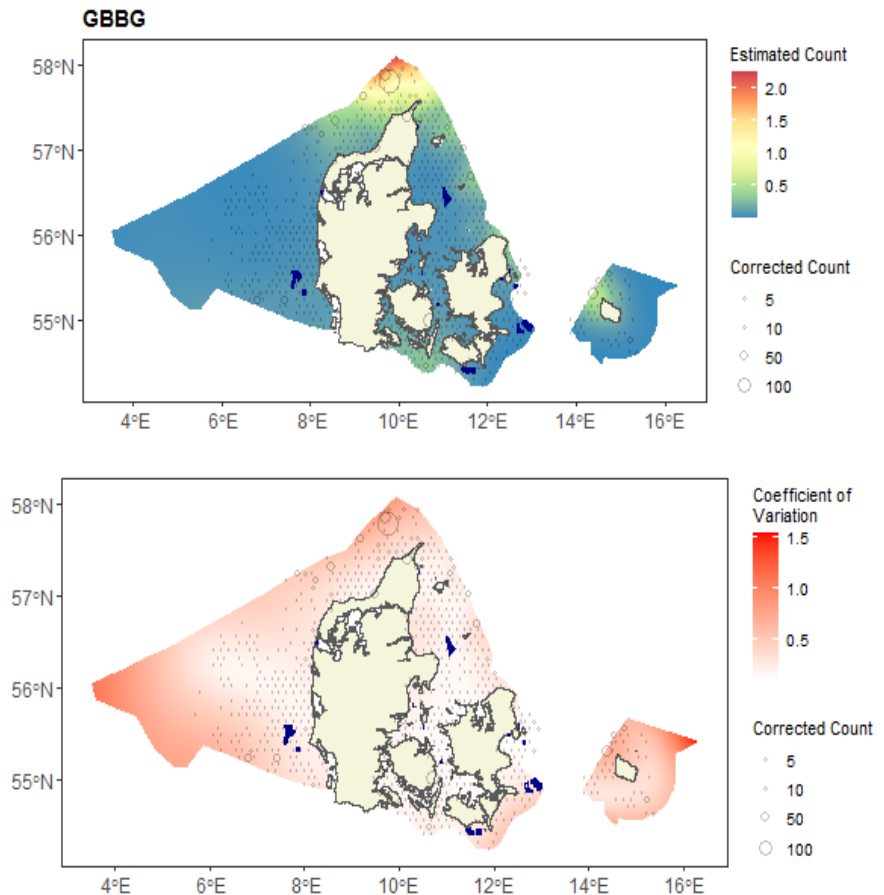 GBBG
58°N
57°N
56°N
55°N
4°E 6°E 8°E 10°E 12°E 14°E 16°E
Estimated Count
2.0
1.5
1.0
0.5
Corrected Count
5
10
50
100
58°N
57°N
56°N
55°N
4°E 6°E 8°E 10°E 12°E 14°E 16°E
Coefficient of
Variation
1.5
1.0
0.5
Corrected Count
5
10
50
100